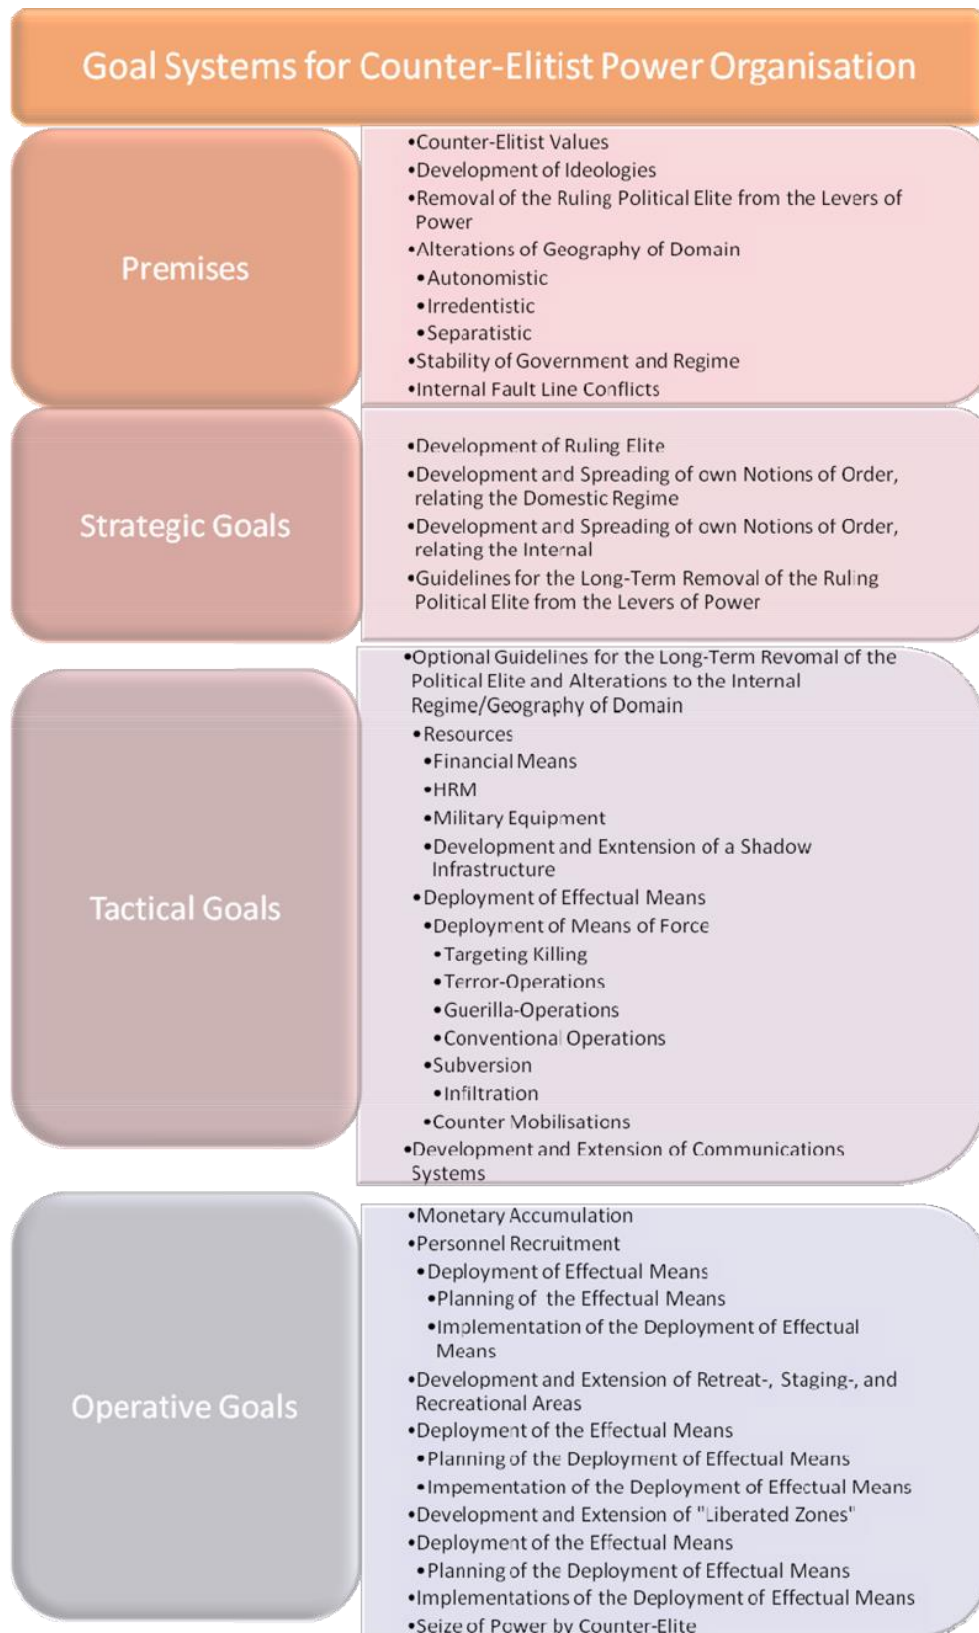 Goal Systems for Counter-Elitist Power Organisation
Premises
•Counter-Elitist Values
•Development of Ideologies
•Removal of the Ruling Political Elite from the Levers of
Power
•Alterations of Geography of Domain
•Autonomistic
•Irredentistic
•Separatistic
•Stability of Government and Regime
•Internal Fault Line Conflicts
Strategic Goals
•Development of Ruling Elite
•Development and Spreading of own Notions of Order,
relating the Domestic Regime
•Development and Spreading of own Notions of Order,
relating the Internal
•Guidelines for the Long-Term Removal of the Ruling
Political Elite from the Levers of Power
Tactical Goals
•Optional Guidelines for the Long-Term Revomal of the
Political Elite and Alterations to the Internal
Regime/Geography of Domain
•Resources
•Financial Means
•HRM
•Military Equipment
•Development and Exntension of a Shadow
Infrastructure
•Deployment of Effectual Means
•Deployment of Means of Force
•Targeting Killing
•Terror-Operations
•Guerilla-Operations
•Conventional Operations
•Subversion
•Infiltration
•Counter Mobilisations
•Development and Extension of Communications
Systems
Operative Goals
•Monetary Accumulation
•Personnel Recruitment
•Deployment of Effectual Means
•Planning of the Effectual Means
•Implementation of the Deployment of Effectual
Means
•Development and Extension of Retreat-, Staging-, and
Recreational Areas
•Deployment of the Effectual Means
•Planning of the Deployment of Effectual Means
•Impementation of the Deployment of Effectual Means
•Development and Extension of "Liberated Zones"
•Deployment of the Effectual Means
•Planning of the Deployment of Effectual Means
•Implementations of the Deployment of Effectual Means
•Seize of Power by Counter-Elite